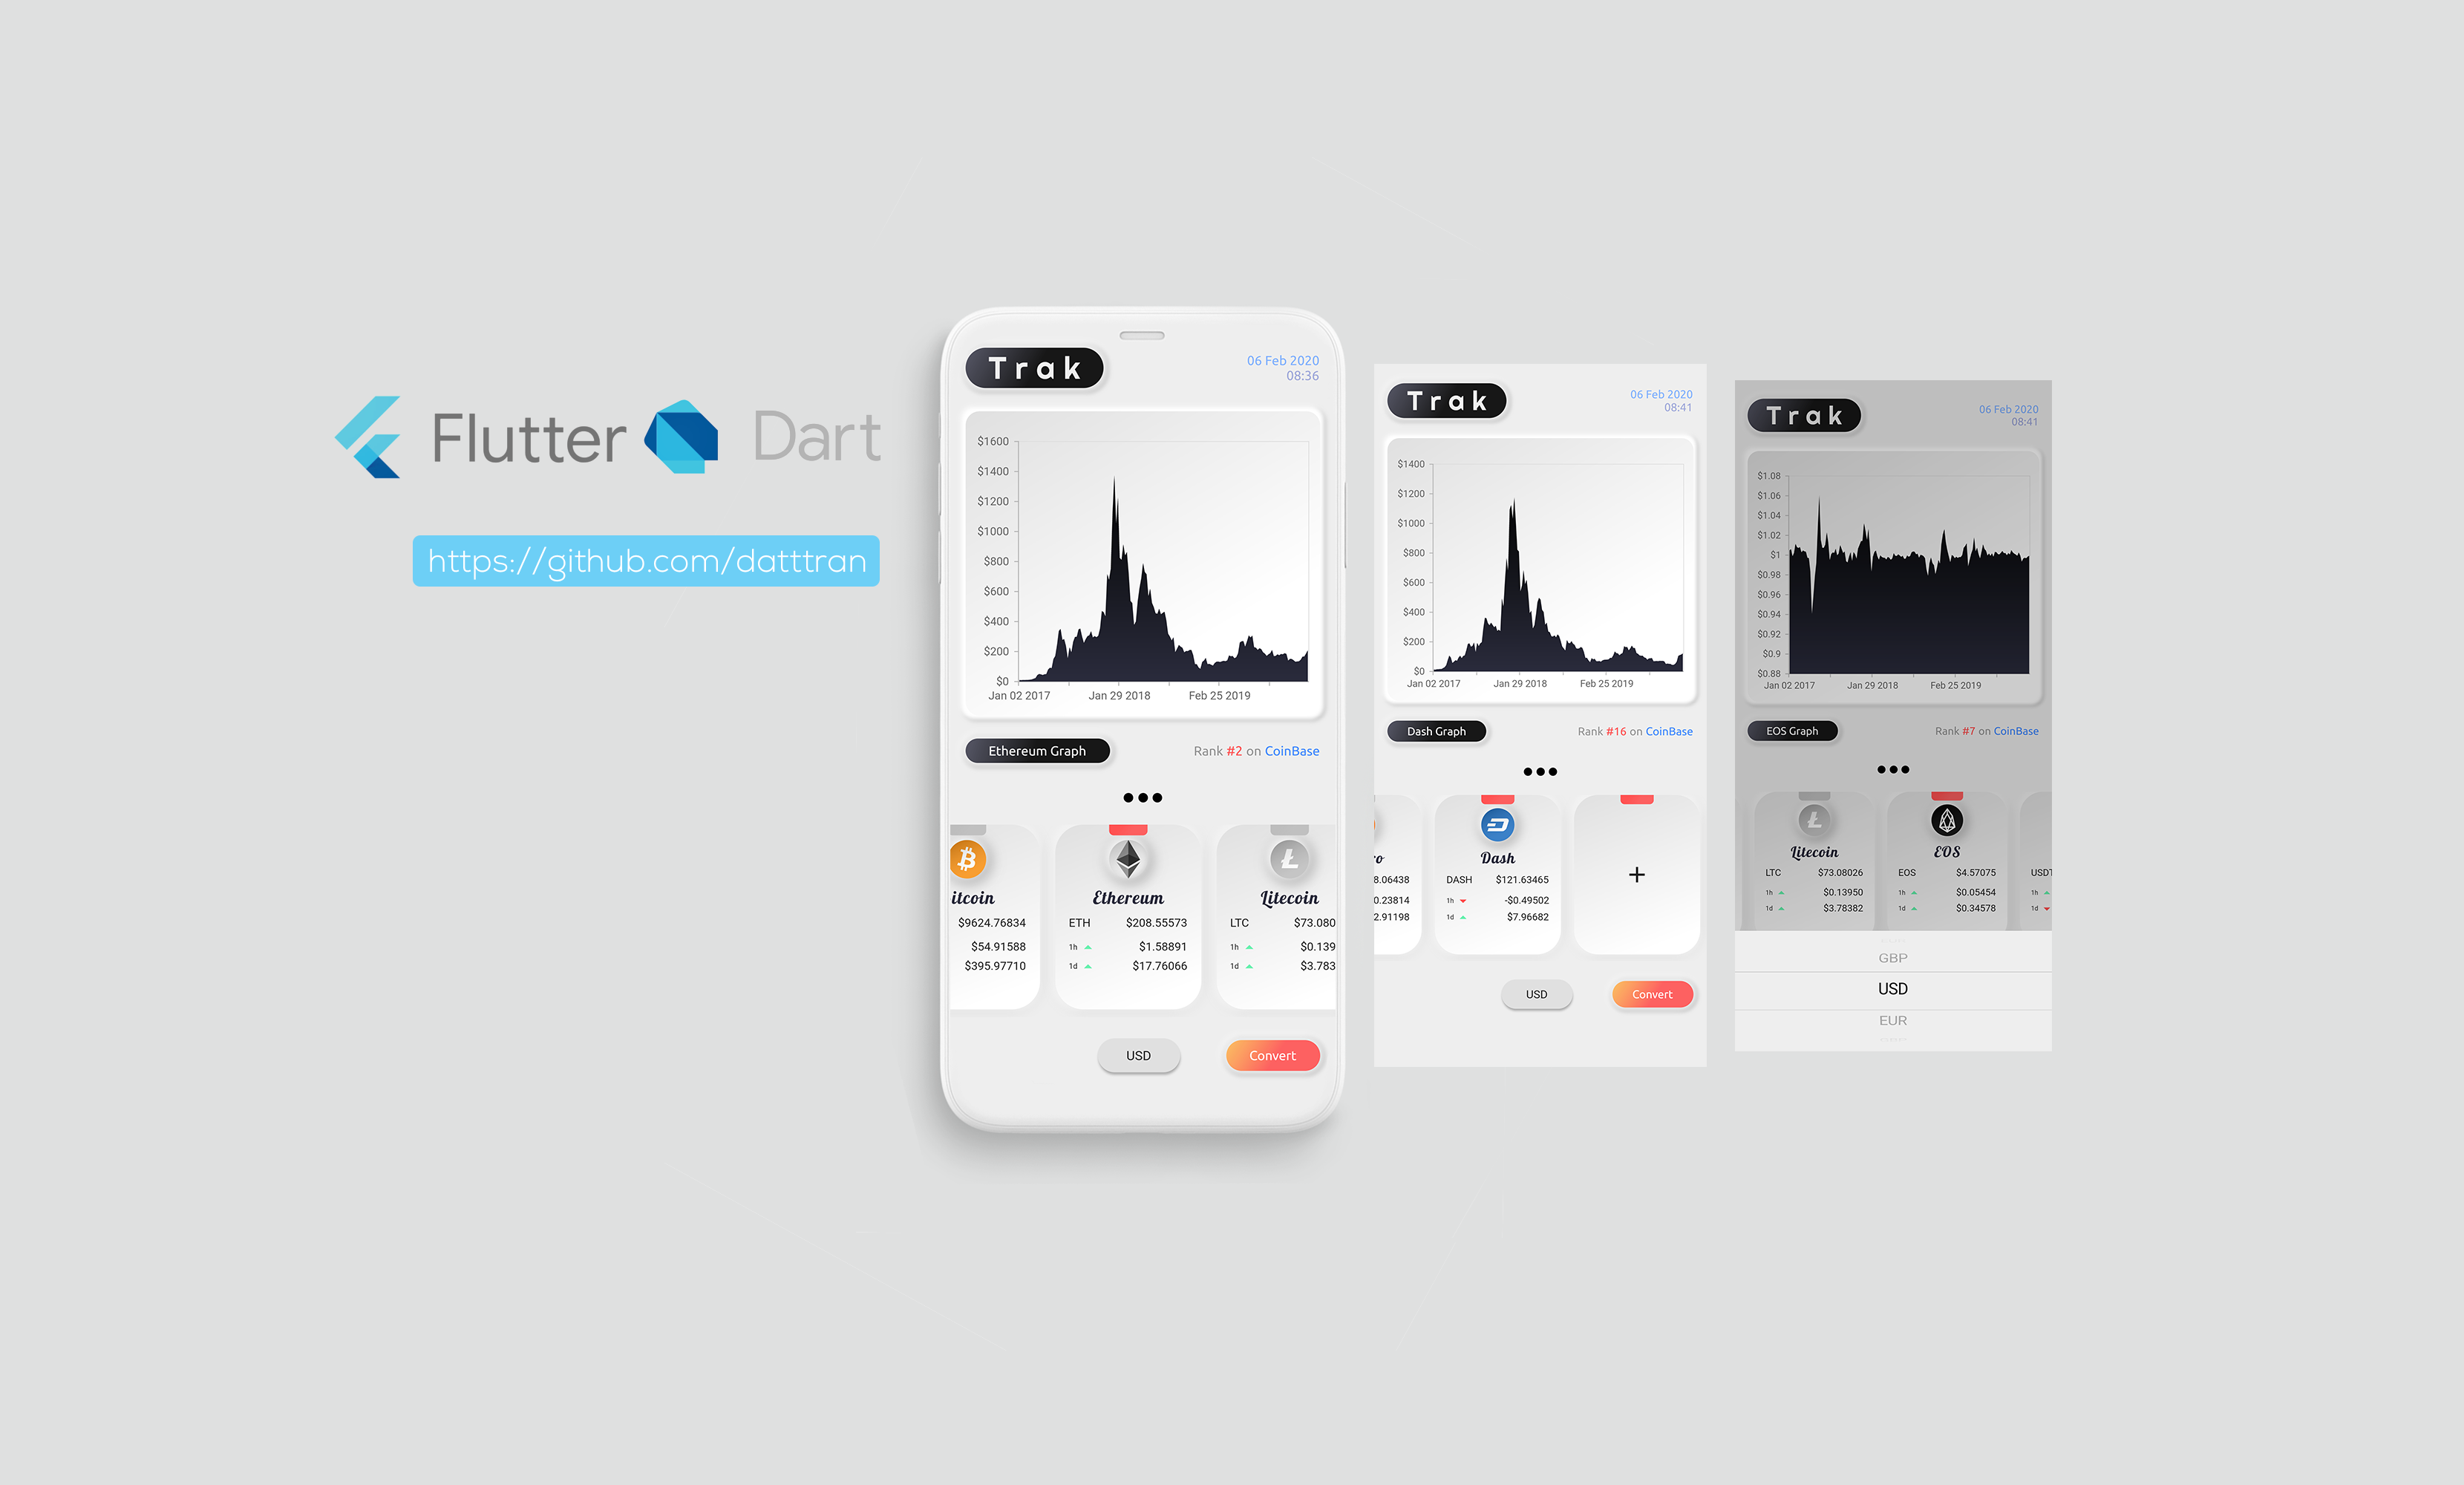 Flutter
Dart
https://github.com/datttran
Trak
06 Feb 2020
08:36
$1600
$1400
$1200
$1000
$800
$600
$400
$200
$0
Jan 02 2017 Jan 29 2018 Feb 25 2019
Ethereum Graph
Rank #2 on CoinBase
itcoin
$9624.76834
$54.91588
$395.97710
Ethereum
ETH $208.55573
1h $1.58891
1d $17.76066
Litecoin
LTC $73.080
1h $0.139
1d $3.783
USD
Convert
Trak
06 Feb 2020
08:41
$1400
$1200
$1000
$800
$600
$400
$200
$0
Jan 02 2017 Jan 29 2018 Feb 25 2019
Dash Graph
Rank #16 on CoinBase
ro
8.06438
0.23814
2.91198
Dash
DASH $121.63465
1h -$0.49502
1d $7.96682
+
USD
Convert
Trak
06 Feb 2020
08:41
$1.08
$1.06
$1.04
$1.02
$1
$0.98
$0.96
$0.94
$0.92
$0.9
$0.88
Jan 02 2017 Jan 29 2018 Feb 25 2019
EOS Graph
Rank #7 on CoinBase
Litecoin
LTC $73.08026
1h $0.13950
1d $3.78382
EOS
EOS $4.57075
1h $0.05454
1d $0.34578
USDT
1h
1d
GBP
USD
EUR